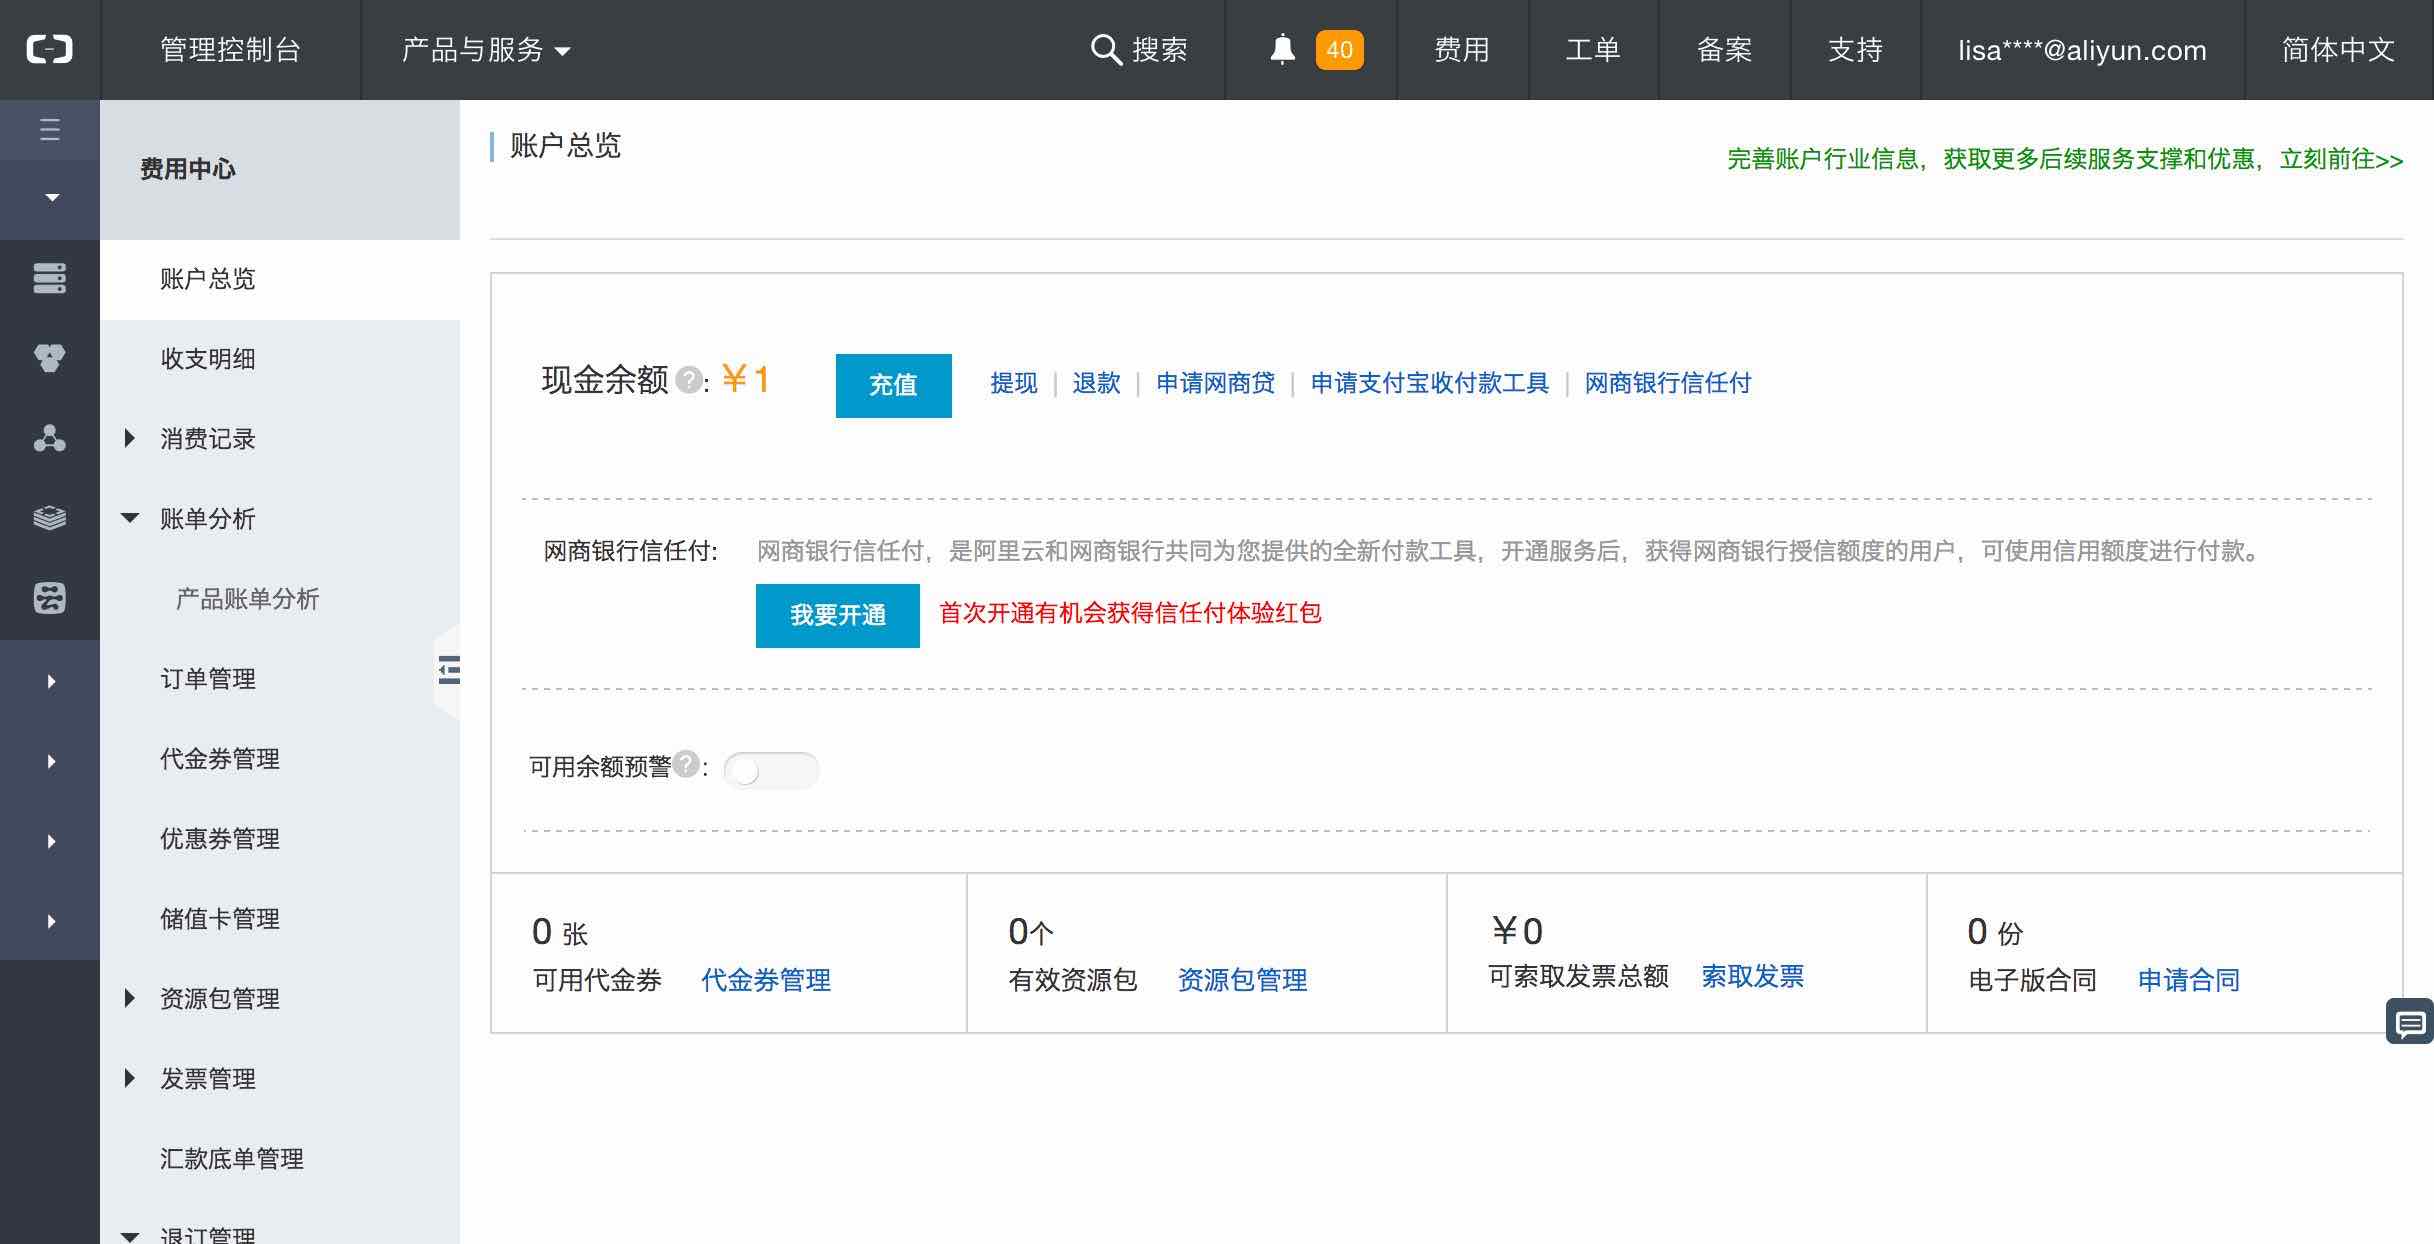 管理控制台
产品与服务
搜索
40
费用
工单
备案
支持
lisa****@aliyun.com
简体中文
费用中心
账户总览
收支明细
消费记录
账单分析
产品账单分析
订单管理
代金券管理
优惠券管理
储值卡管理
资源包管理
发票管理
汇款底单管理
退订管理
账户总览
完善账户行业信息，获取更多后续服务支撑和优惠，立刻前往>>
现金余额?: ￥1
充值
提现 | 退款 | 申请网商贷 | 申请支付宝收付款工具 | 网商银行信任付
网商银行信任付: 网商银行信任付，是阿里云和网商银行共同为您提供的全新付款工具，开通服务后，获得网商银行授信额度的用户，可使用信用额度进行付款。
我要开通 首次开通有机会获得信任付体验红包
可用余额预警?:
0 张
可用代金券 代金券管理
0个
有效资源包 资源包管理
￥0
可索取发票总额 索取发票
0 份
电子版合同 申请合同